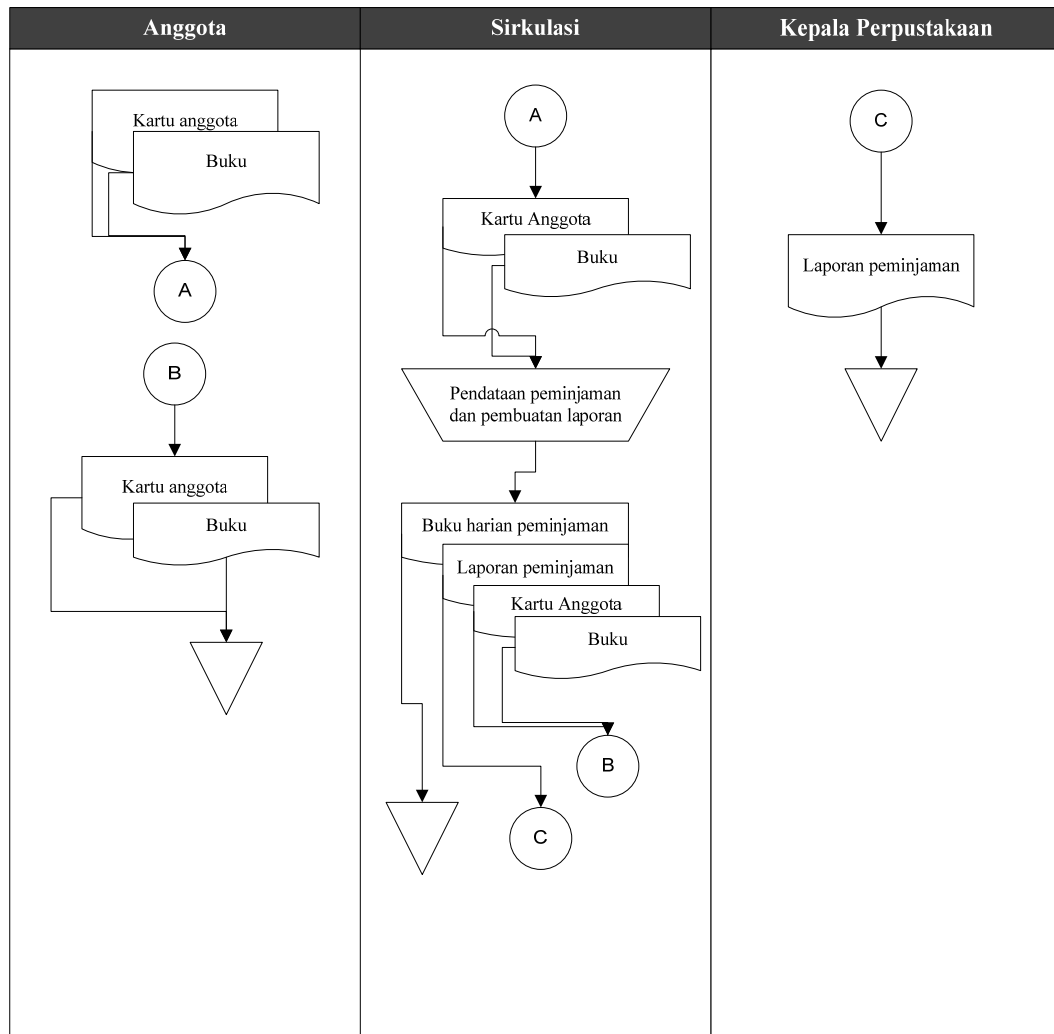 Anggota
Sirkulasi
Kepala Perpustakaan
Kartu anggota
Buku
A
B
Kartu anggota
Buku
A
Kartu Anggota
Buku
Pendataan peminjaman
dan pembuatan laporan
Buku harian peminjaman
Laporan peminjaman
Kartu Anggota
Buku
B
C
C
Laporan peminjaman